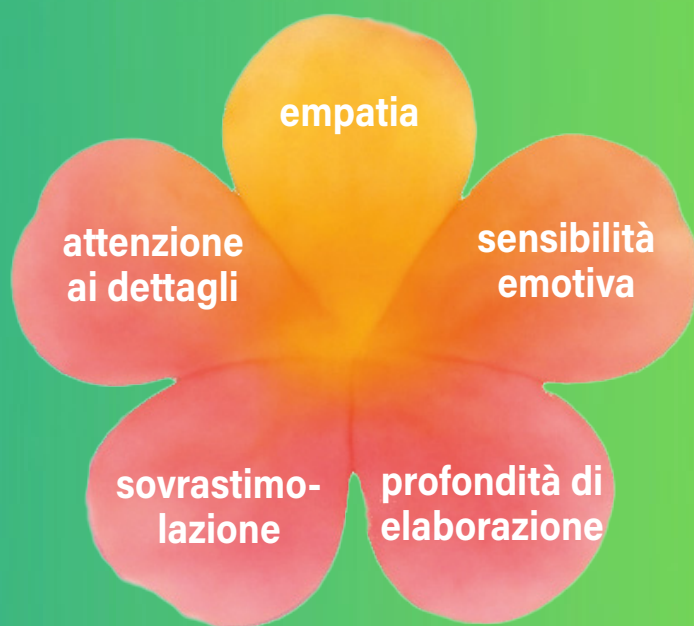 empatia
attenzione
ai dettagli
sensibilità
emotiva
sovrastimo-
lazione
profondità di
elaborazione